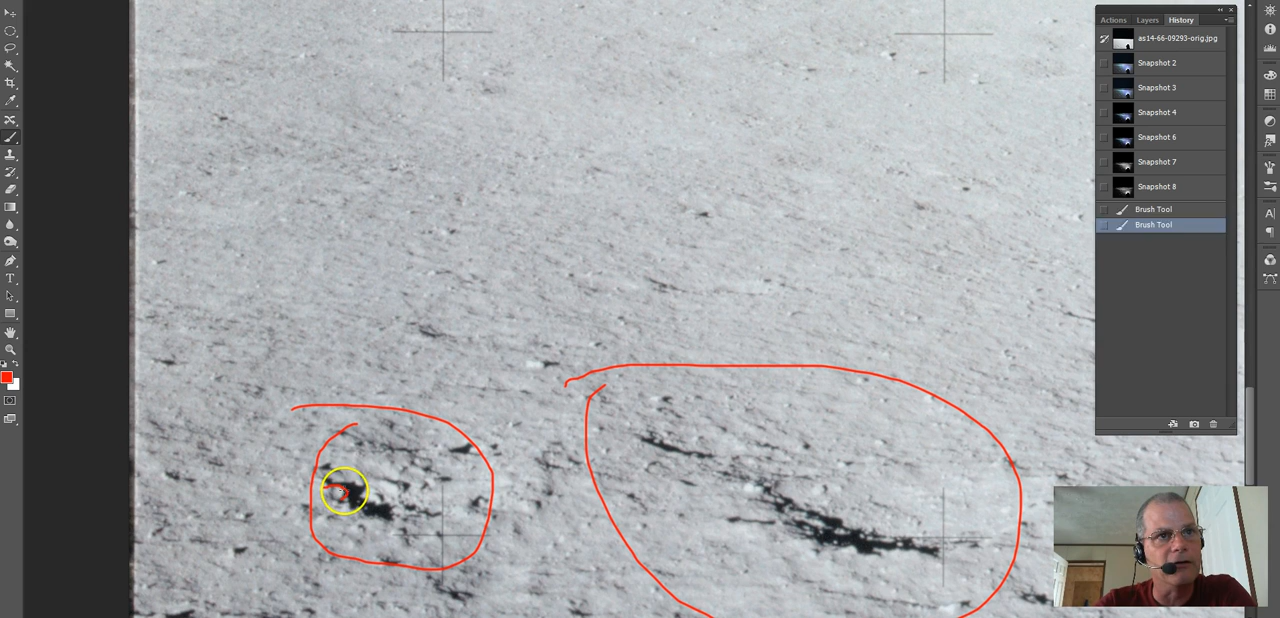 Actions Layers History
as14-66-09293-orig.jpg
Snapshot 2
Snapshot 3
Snapshot 4
Snapshot 6
Snapshot 7
Snapshot 8
Brush Tool
Brush Tool